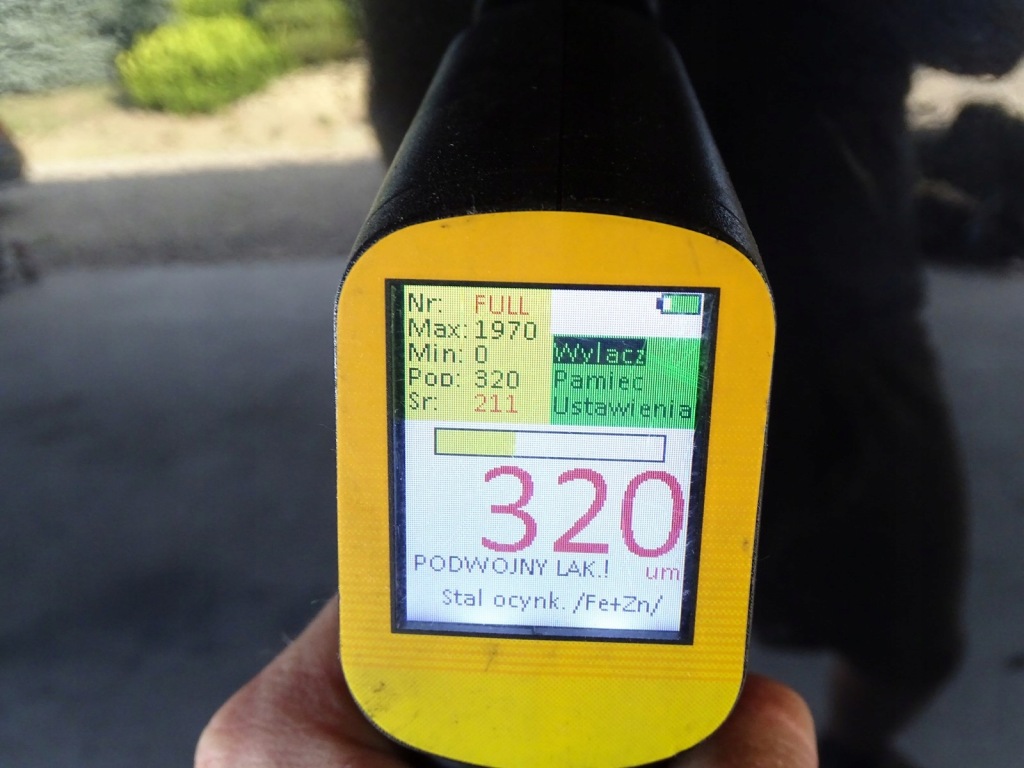 Nr: FULL
Max: 1970
Min: 0
Pop: 320
Sr: 211
Wylacz
Pamiec
Ustawienia
320
um
PODWOJNY LAK.!
Stal ocynk. /Fe+Zn/